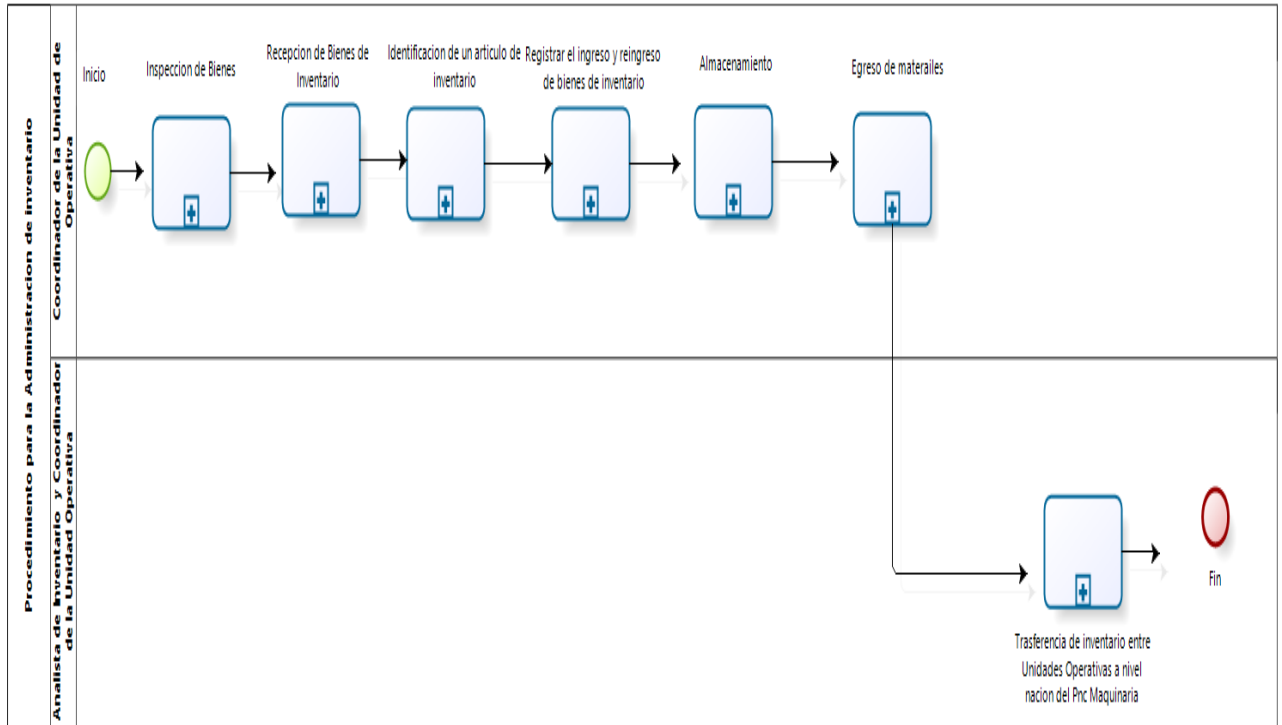 Procedimiento para la Administracion de inventario
Coordinador de la Unidad de
Operativa
Inicio
Inspeccion de Bienes
Recepcion de Bienes de
Inventario
Identificacion de un articulo de
inventario
Registrar el ingreso y reingreso
de bienes de inventario
Almacenamiento
Egreso de materailes
Analista de Inventario y Coordinador
de la Unidad Operativa
Trasferencia de inventario entre
Unidades Operativas a nivel
nacion del Pnc Maquinaria
Fin